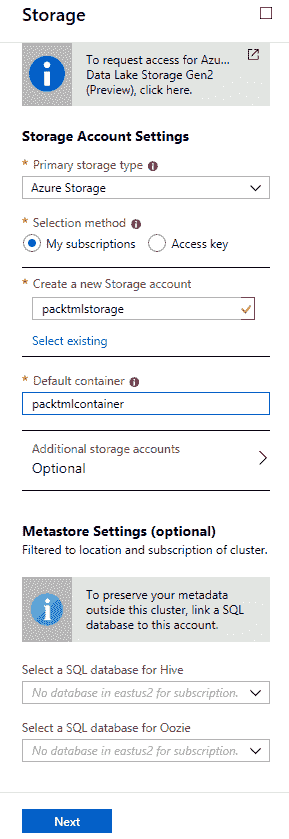 Storage
To request access for Azu...
Data Lake Storage Gen2
(Preview), click here.
Storage Account Settings
* Primary storage type
Azure Storage
* Selection method
My subscriptions Access key
* Create a new Storage account
packtmlstorage
Select existing
* Default container
packtmlcontainer
Additional storage accounts
Optional
Metastore Settings (optional)
Filtered to location and subscription of cluster.
To preserve your metadata
outside this cluster, link a SQL
database to this account.
Select a SQL database for Hive
No database in eastus2 for subscription.
Select a SQL database for Oozie
No database in eastus2 for subscription.
Next